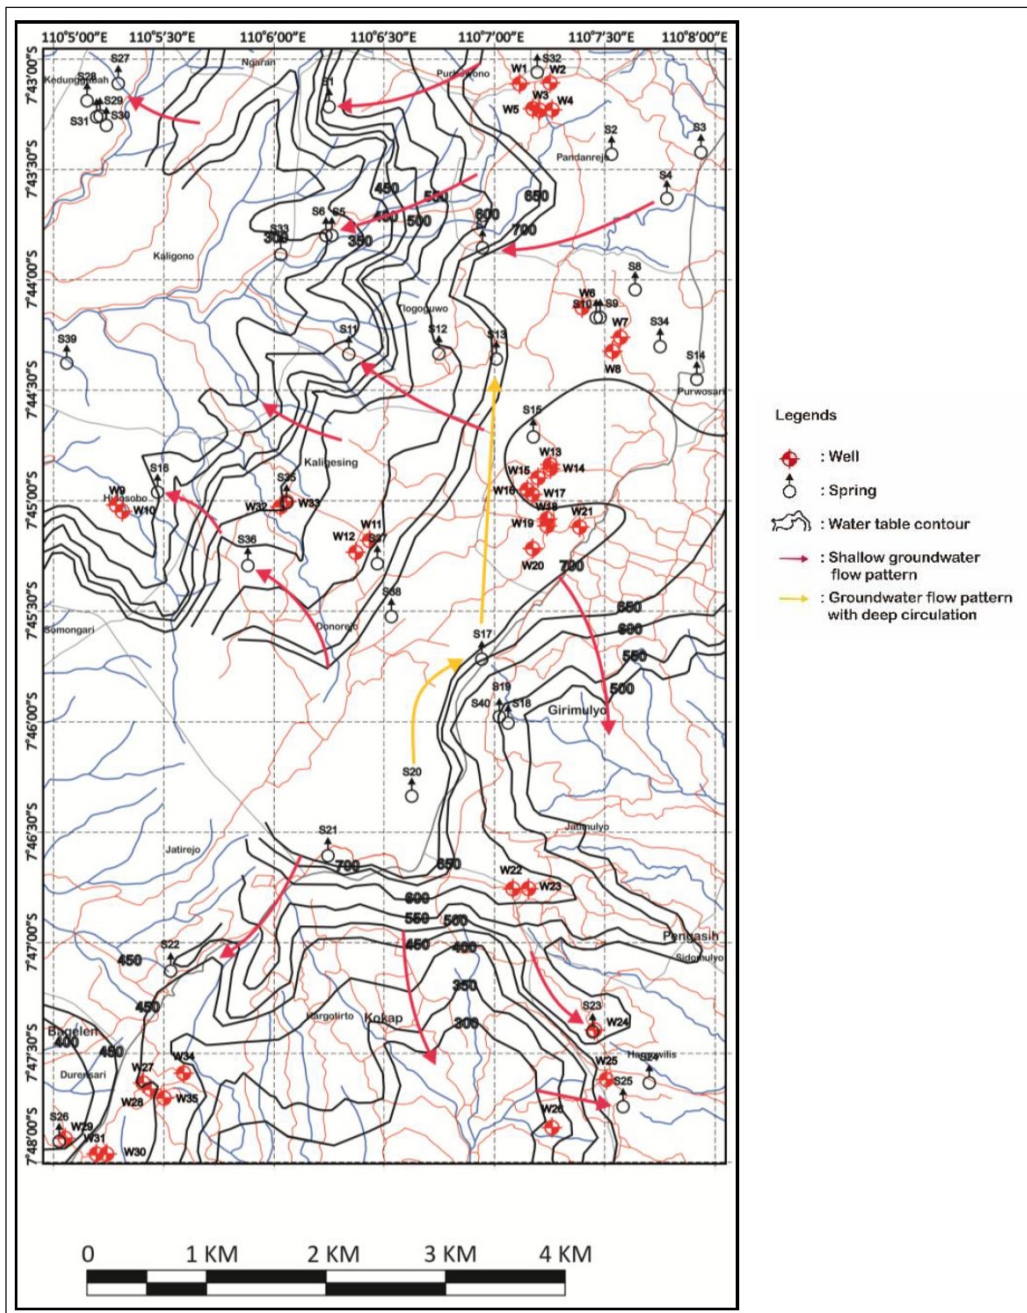 110°5'00"E 110°5'30"E 110°6'00"E 110°6'30"E 110°7'00"E 110°7'30"E 110°8'00"E
7°43'00"S
7°43'30"S
7°44'00"S
7°44'30"S
7°45'00"S
7°45'30"S
7°46'00"S
7°46'30"S
7°47'00"S
7°47'30"S
7°48'00"S
S27
S28
S29
S31
S30
Ngaran
S1
S32
W1
W2
W3
W5
W4
S2
Pandanrejo
S3
S4
450
550
650
500
600
700
S6
S5
S33
350
Kaligono
S8
W6
S10
S9
W7
W8
S34
S14
Purwosari
Tlogoguwo
S11
S12
S13
S39
S15
W13
W14
W15
W16
W17
W18
W19
W21
W20
Kaligesing
S16
W9
W10
S35
W32
W33
W11
W12
S36
700
650
600
550
500
Donorejo
Somongari
S17
S19
S40
S18
Girimulyo
S20
Jatimulyo
S21
Jatirejo
700
650
W22
W23
600
550
500
450
400
Pengasih
Sidomulyo
S22
450
450
350
300
S23
W24
Hargotirto
Kokap
Bagelen
400
450
Durensari
W34
W27
W28
W35
W25
S24
S25
W26
S26
W29
W31
W30
0 1 KM 2 KM 3 KM 4 KM
Legends
: Well
: Spring
: Water table contour
: Shallow groundwater
flow pattern
: Groundwater flow pattern
with deep circulation